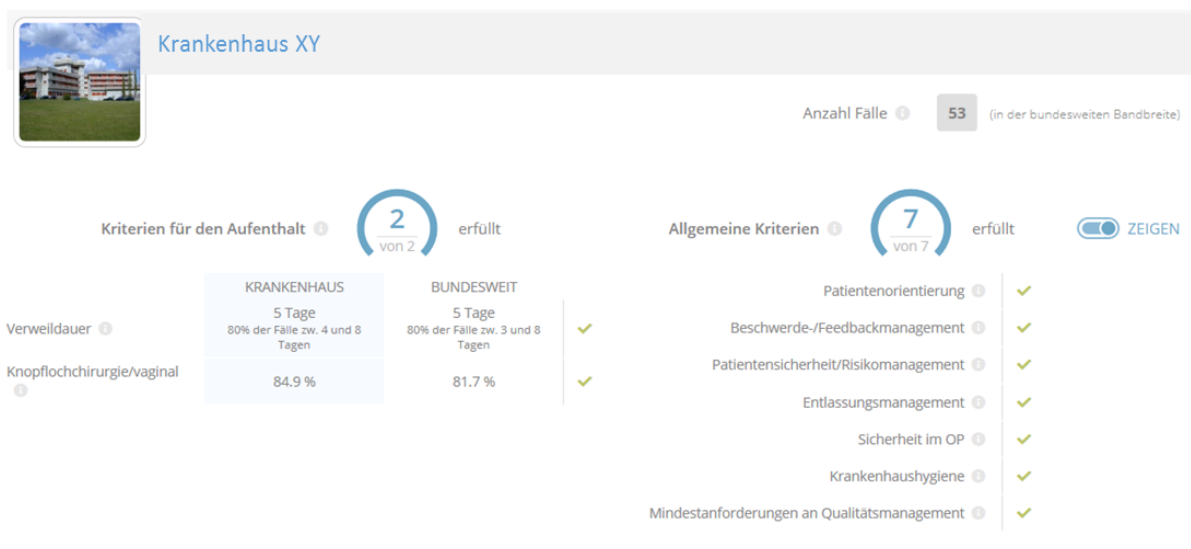 Krankenhaus XY
Anzahl Fälle 53 (in der bundesweiten Bandbreite)
Kriterien für den Aufenthalt 2 von 2 erfüllt
KRANKENHAUS BUNDESWEIT
Verweildauer
5 Tage
80% der Fälle zw. 4 und 8
Tagen
5 Tage
80% der Fälle zw. 3 und 8
Tagen
Knopflochchirurgie/vaginal
84.9 % 81.7 %
Allgemeine Kriterien 7 von 7 erfüllt ZEIGEN
Patientenorientierung
Beschwerde-/Feedbackmanagement
Patientensicherheit/Risikomanagement
Entlassungsmanagement
Sicherheit im OP
Krankenhaushygiene
Mindestanforderungen an Qualitätsmanagement